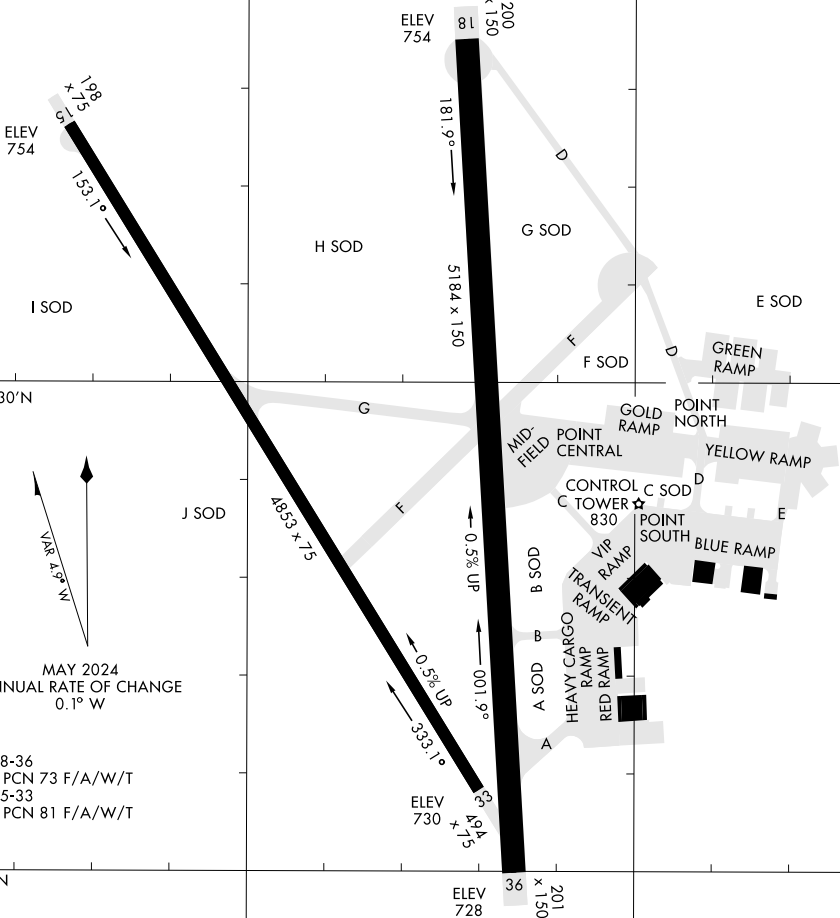 ELEV
754
18
200
x 150
198
x 75
15
ELEV
754
181.9°
D
153.1°
G SOD
H SOD
5184 x 150
E SOD
I SOD
F
D
GREEN
RAMP
F SOD
30'N
G
GOLD
RAMP
POINT
NORTH
MID-
FIELD
POINT
CENTRAL
YELLOW RAMP
D
CONTROL
TOWER
830
C
C SOD
E
F
J SOD
4853 x 75
0.5% UP
POINT
SOUTH
BLUE RAMP
VIP
RAMP
VAR 4.9° W
B SOD
TRANSIENT
RAMP
B
HEAVY CARGO
RAMP
RED RAMP
A SOD
0.5% UP
001.9°
MAY 2024
NNUAL RATE OF CHANGE
0.1° W
333.1°
A
8-36
PCN 73 F/A/W/T
5-33
PCN 81 F/A/W/T
33
ELEV
730
494
x 75
N
36
201
x 150
ELEV
728